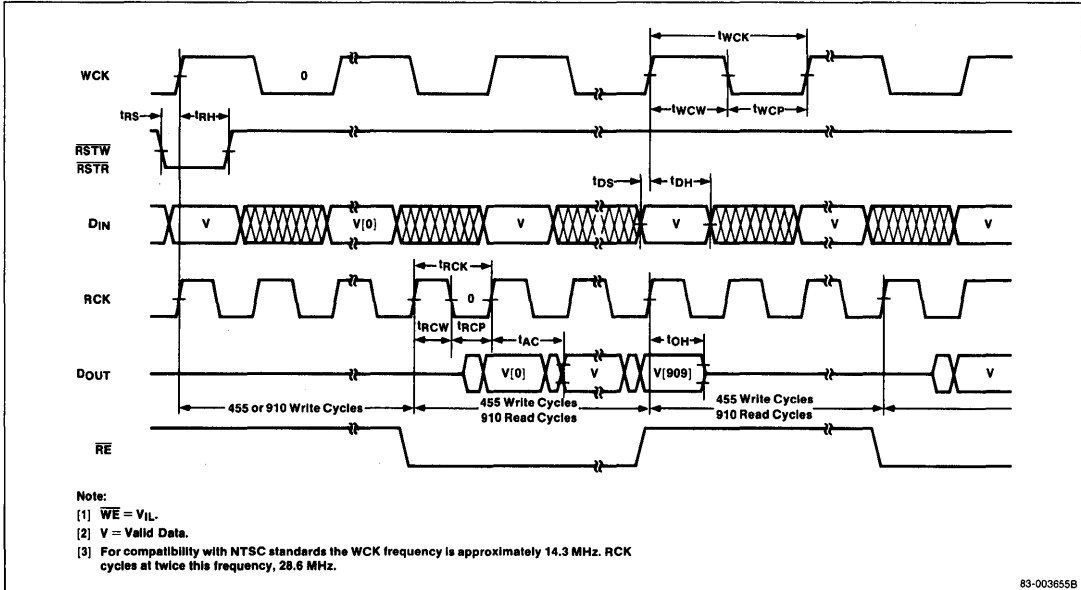 tWCK
WCK
0
tWCW
tWCP
tRS
tRH
RSTW
RSTR
tDS
tDH
DIN
V
V[0]
V
V
V
V
tRCK
RCK
0
tRCW
tRCP
tAC
tOH
DOUT
V[0]
V
V[909]
V
455 or 910 Write Cycles
455 Write Cycles
910 Read Cycles
455 Write Cycles
910 Read Cycles
RE
Note:
[1] WE = VIL.
[2] V = Valid Data.
[3] For compatibility with NTSC standards the WCK frequency is approximately 14.3 MHz. RCK
cycles at twice this frequency, 28.6 MHz.
83-003655B